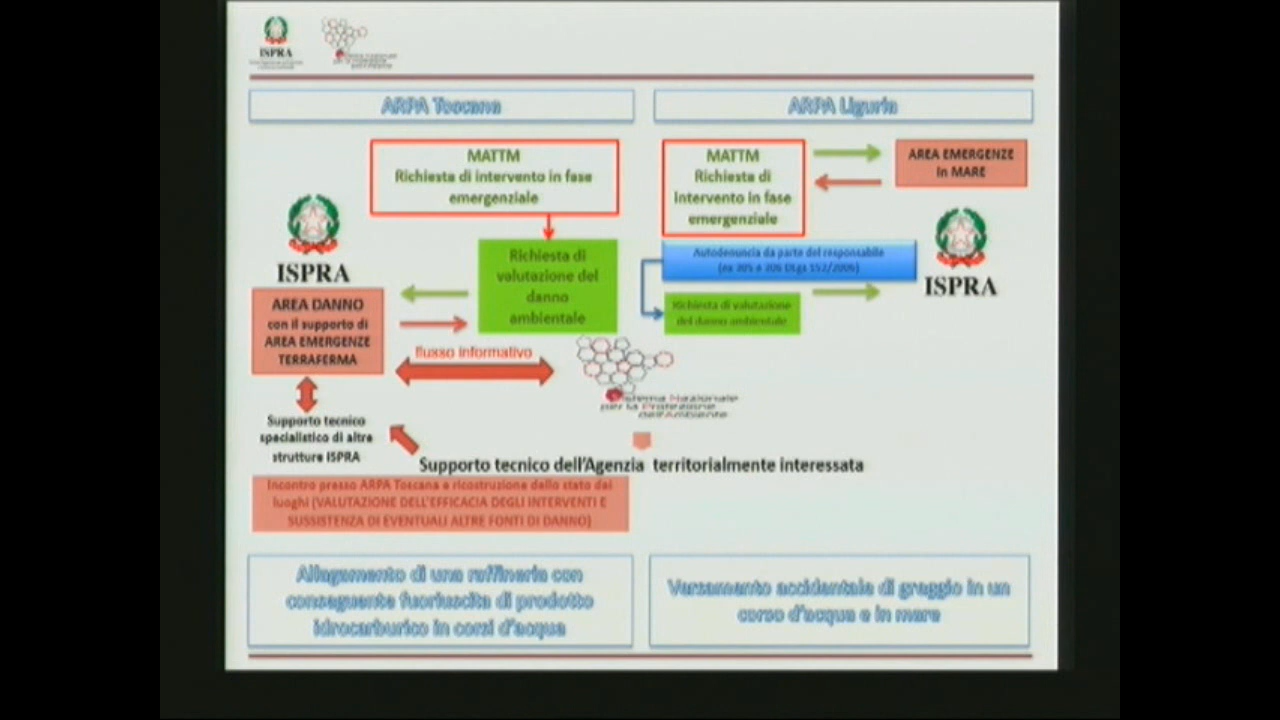 ISPRA
ARPA Toscana
ARPA Liguria
MATTM
Richiesta di intervento in fase
emergenziale
MATTM
Richiesta di
intervento in fase
emergenziale
AREA EMERGENZE
in MARE
ISPRA
Richiesta di
valutazione del
danno
ambientale
Autodenuncia da parte del responsabile
(ex 305 e 306 DLgs 152/2006)
ISPRA
Richiesta di valutazione
del danno ambientale
AREA DANNO
con il supporto di
AREA EMERGENZE
TERRAFERMA
flusso informativo
Sistema Nazionale
per la Protezione
dell'Ambiente
Supporto tecnico
specialistico di altre
strutture ISPRA
Supporto tecnico dell'Agenzia territorialmente interessata
Incontro presso ARPA Toscana e ricostruzione dello stato dei
luoghi (VALUTAZIONE DELL'EFFICACIA DEGLI INTERVENTI E
SUSSISTENZA DI EVENTUALI ALTRE FONTI DI DANNO)
Allagamento di una raffineria con
conseguente fuoriuscita di prodotto
idrocarburico in corsi d'acqua
Versamento accidentale di greggio in un
corso d'acqua e in mare